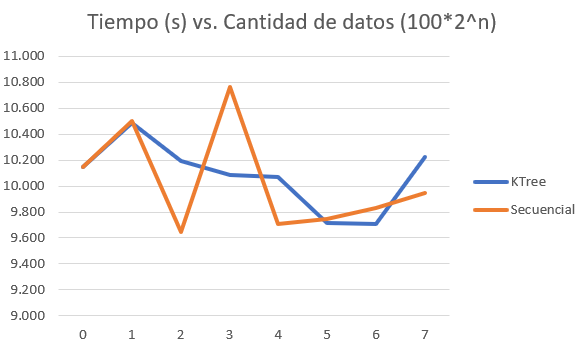 Tiempo (s) vs. Cantidad de datos (100*2^n)
11.000
10.800
10.600
10.400
10.200
10.000
9.800
9.600
9.400
9.200
9.000
0 1 2 3 4 5 6 7
KTree
Secuencial